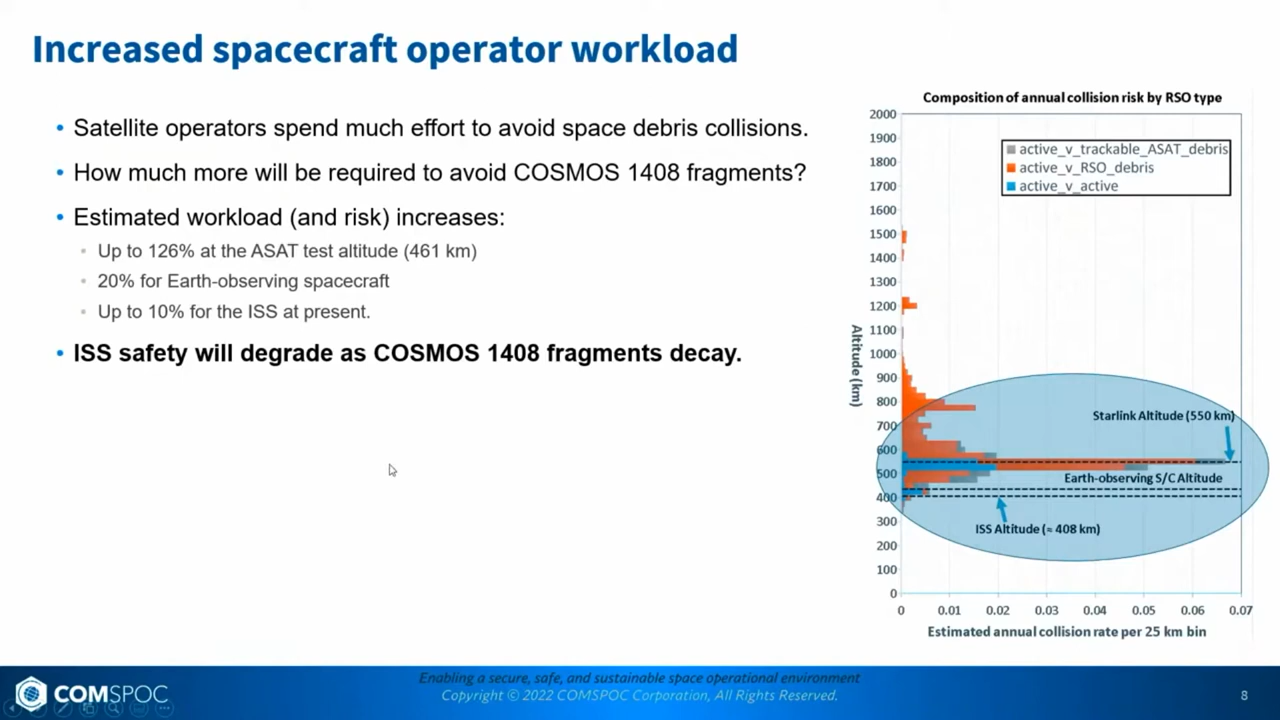 Increased spacecraft operator workload
• Satellite operators spend much effort to avoid space debris collisions.
• How much more will be required to avoid COSMOS 1408 fragments?
• Estimated workload (and risk) increases:
• Up to 126% at the ASAT test altitude (461 km)
• 20% for Earth-observing spacecraft
• Up to 10% for the ISS at present.
• ISS safety will degrade as COSMOS 1408 fragments decay.
Composition of annual collision risk by RSO type
active_v_trackable_ASAT_debris
active_v_RSO_debris
active_v_active
Altitude (km)
2000
1900
1800
1700
1600
1500
1400
1300
1200
1100
1000
900
800
700
600
500
400
300
200
100
0
Starlink Altitude (550 km)
Earth-observing S/C Altitude
ISS Altitude (≈ 408 km)
0 0.01 0.02 0.03 0.04 0.05 0.06 0.07
Estimated annual collision rate per 25 km bin
COMSPOC
Enabling a secure, safe, and sustainable space operational environment
Copyright © 2022 COMSPOC Corporation, All Rights Reserved.
8